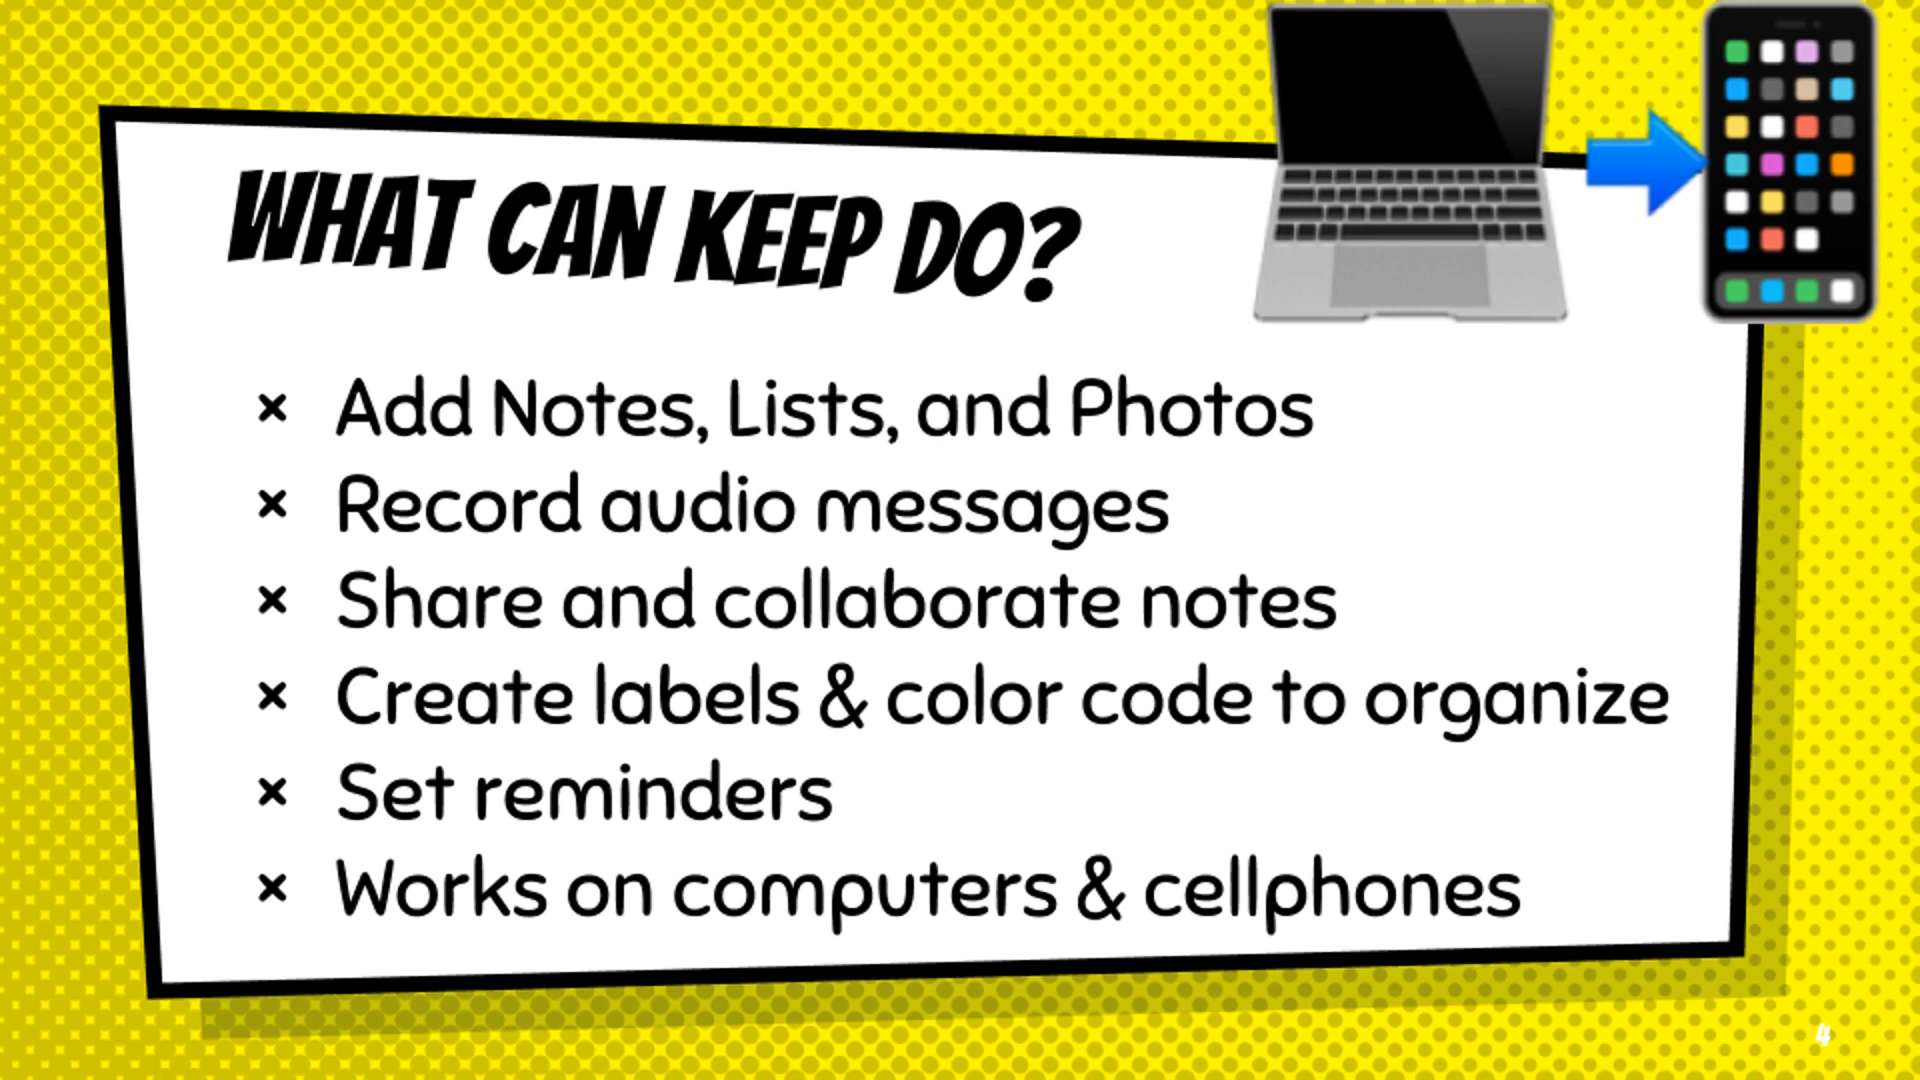 WHAT CAN KEEP DO?
× Add Notes, Lists, and Photos
× Record audio messages
× Share and collaborate notes
× Create labels & color code to organize
× Set reminders
× Works on computers & cellphones
4